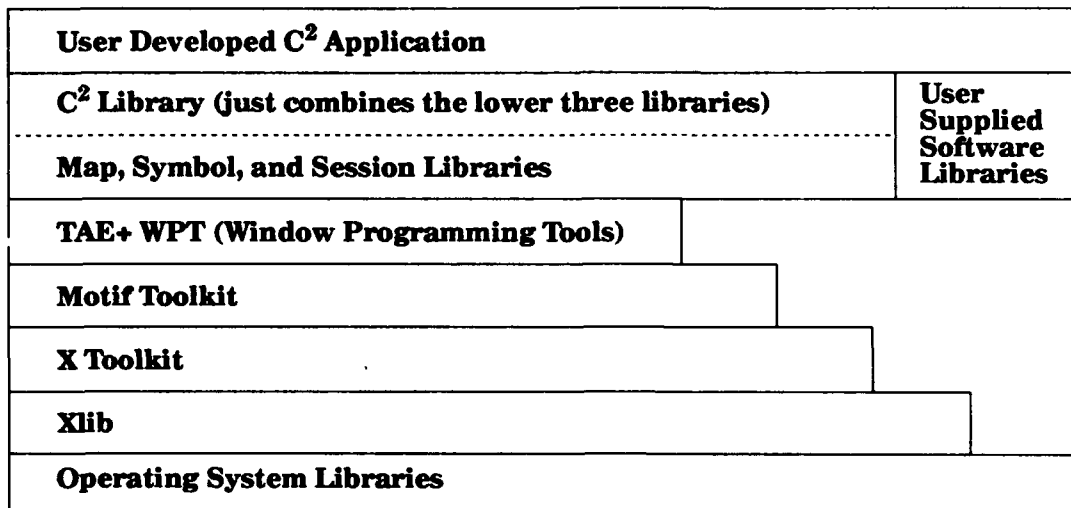 User Developed C² Application
C² Library (just combines the lower three libraries)
Map, Symbol, and Session Libraries
User
Supplied
Software
Libraries
TAE+ WPT (Window Programming Tools)
Motif Toolkit
X Toolkit
Xlib
Operating System Libraries